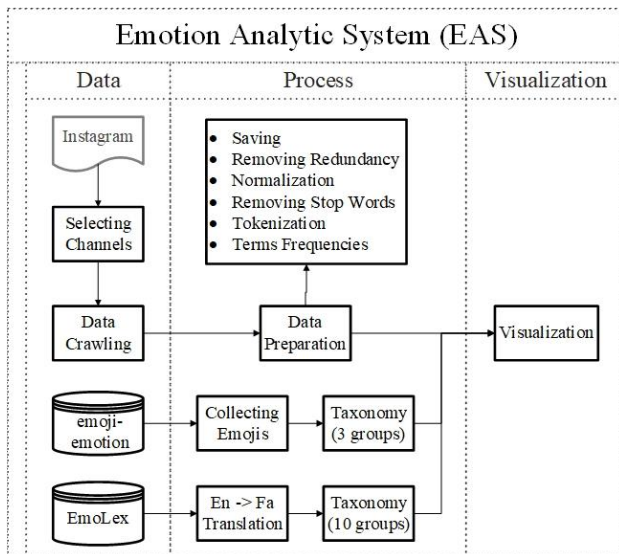 Emotion Analytic System (EAS)
Data
Process
Visualization
Instagram
Selecting
Channels
Data
Crawling
• Saving
• Removing Redundancy
• Normalization
• Removing Stop Words
• Tokenization
• Terms Frequencies
Data
Preparation
Visualization
emoji-
emotion
Collecting
Emojis
Taxonomy
(3 groups)
EmoLex
En -> Fa
Translation
Taxonomy
(10 groups)